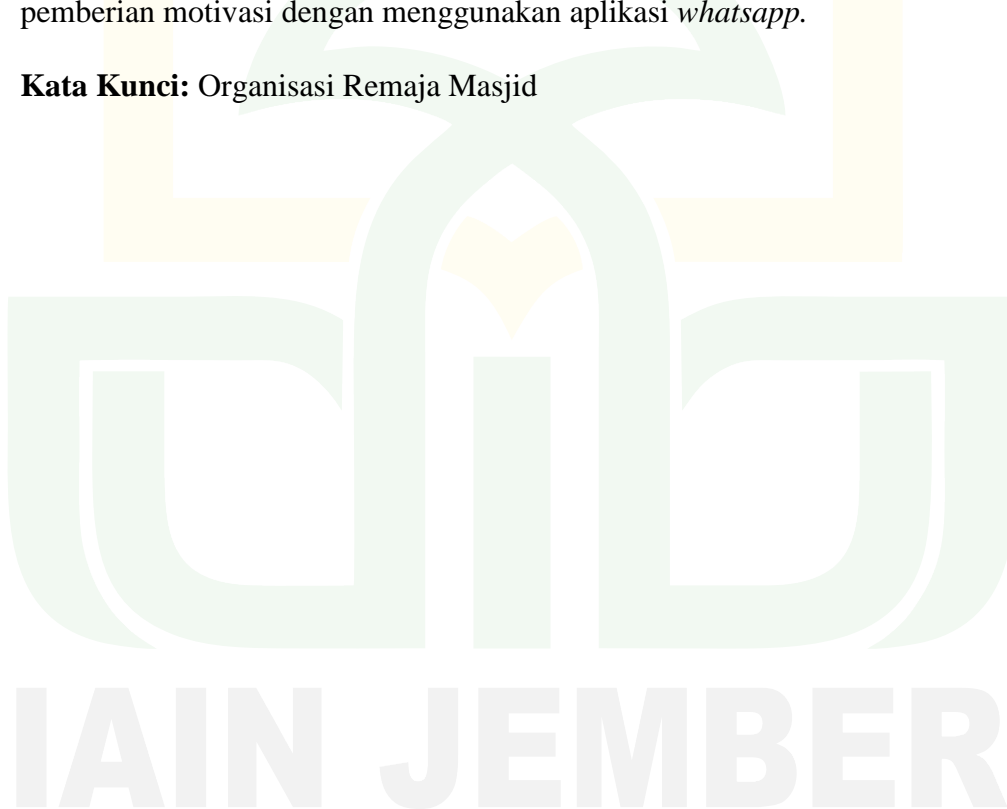 pemberian motivasi dengan menggunakan aplikasi whatsapp.
Kata Kunci: Organisasi Remaja Masjid
IAIN JEMBER